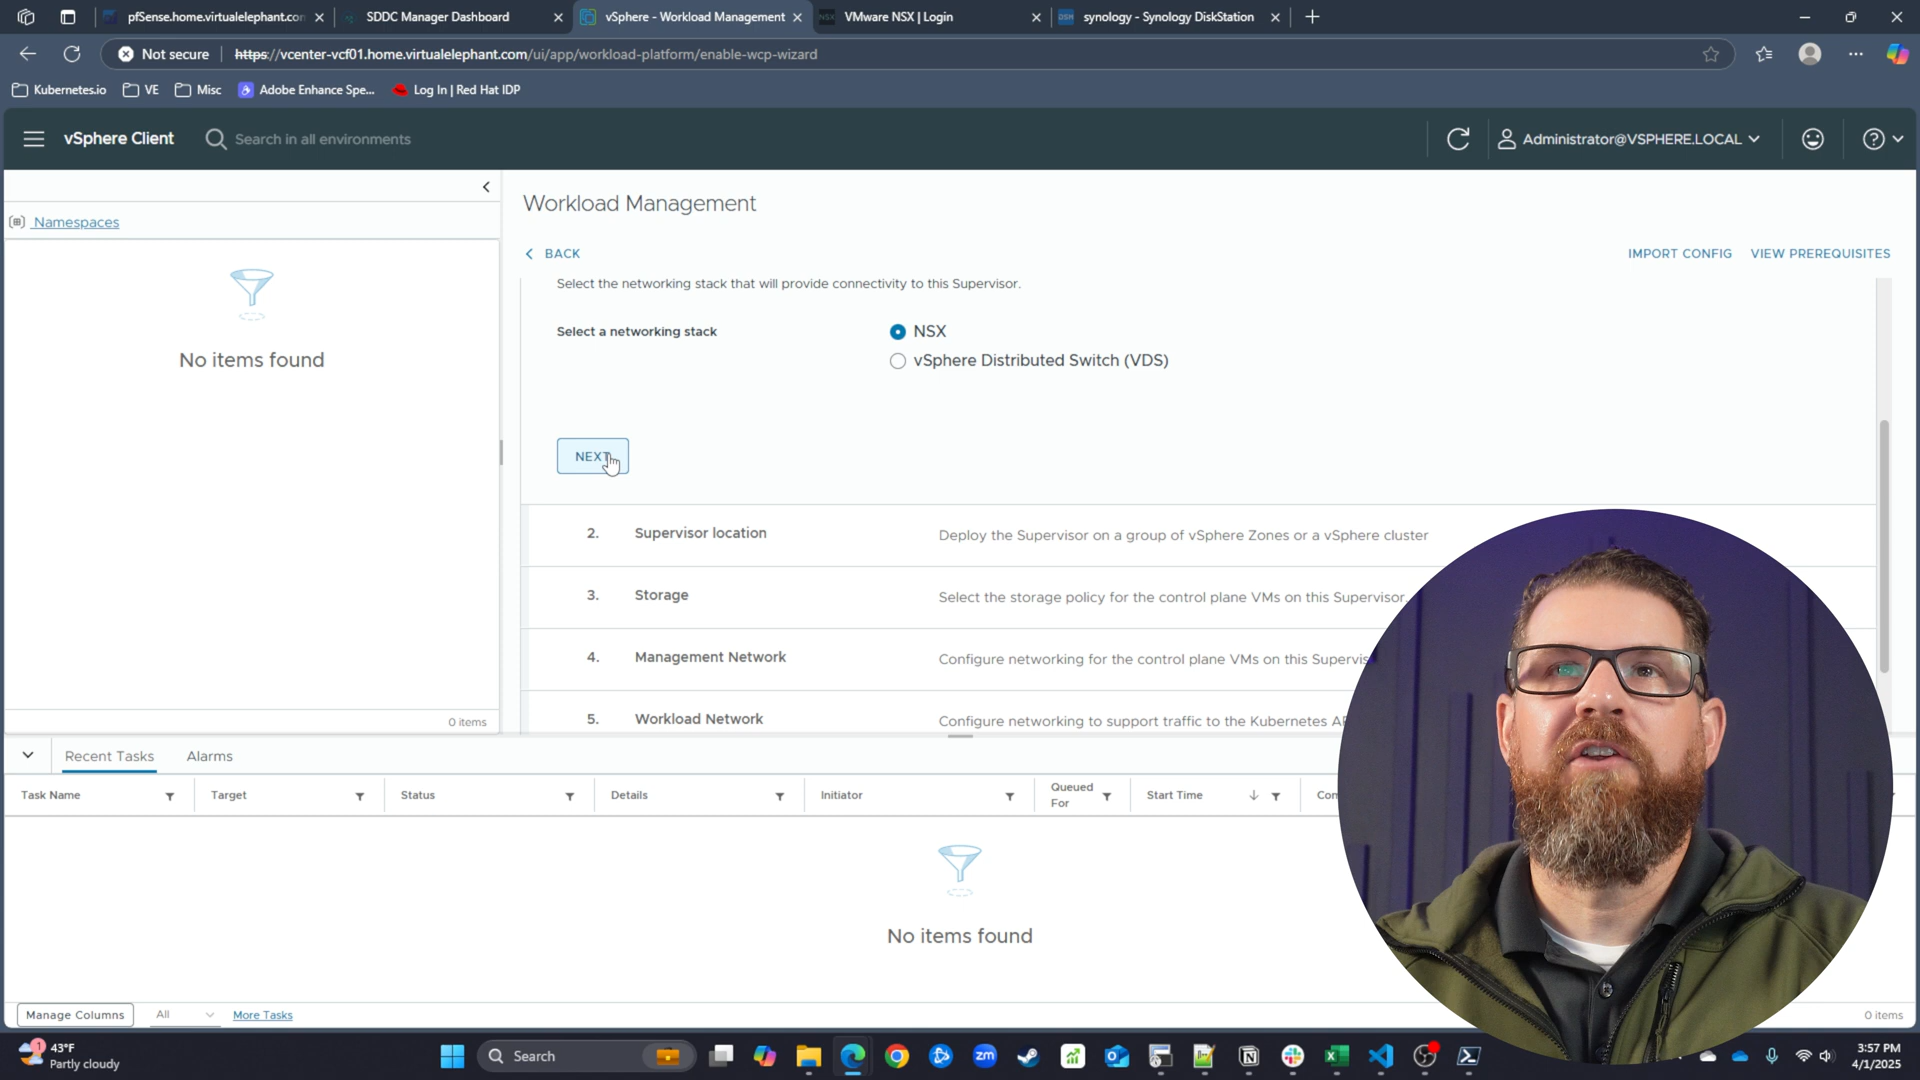 pfSense.home.virtualelephant.con
SDDC Manager Dashboard
vSphere - Workload Management
VMware NSX | Login
synology - Synology DiskStation
Not secure
https://vcenter-vcf01.home.virtualelephant.com/ui/app/workload-platform/enable-wcp-wizard
Kubernetes.io
VE
Misc
Adobe Enhance Spe...
Log In | Red Hat IDP
vSphere Client
Search in all environments
Administrator@VSPHERE.LOCAL
Namespaces
No items found
0 items
Workload Management
BACK
IMPORT CONFIG
VIEW PREREQUISITES
Select the networking stack that will provide connectivity to this Supervisor.
Select a networking stack
NSX
vSphere Distributed Switch (VDS)
NEXT
2. Supervisor location Deploy the Supervisor on a group of vSphere Zones or a vSphere cluster
3. Storage Select the storage policy for the control plane VMs on this Supervisor.
4. Management Network Configure networking for the control plane VMs on this Supervis
5. Workload Network Configure networking to support traffic to the Kubernetes AP
Recent Tasks
Alarms
Task Name
Target
Status
Details
Initiator
Queued
For
Start Time
Com
No items found
Manage Columns
All
More Tasks
0 items
1
43°F
Partly cloudy
Search
zm
3:57 PM
4/1/2025